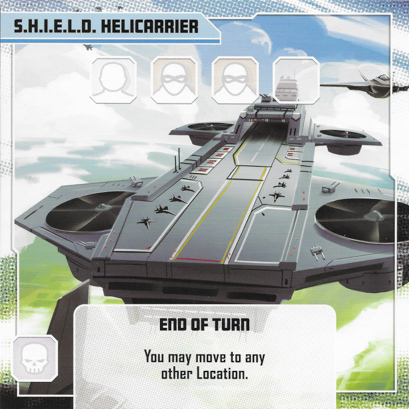 S.H.I.E.L.D. HELICARRIER
END OF TURN
You may move to any
other Location.